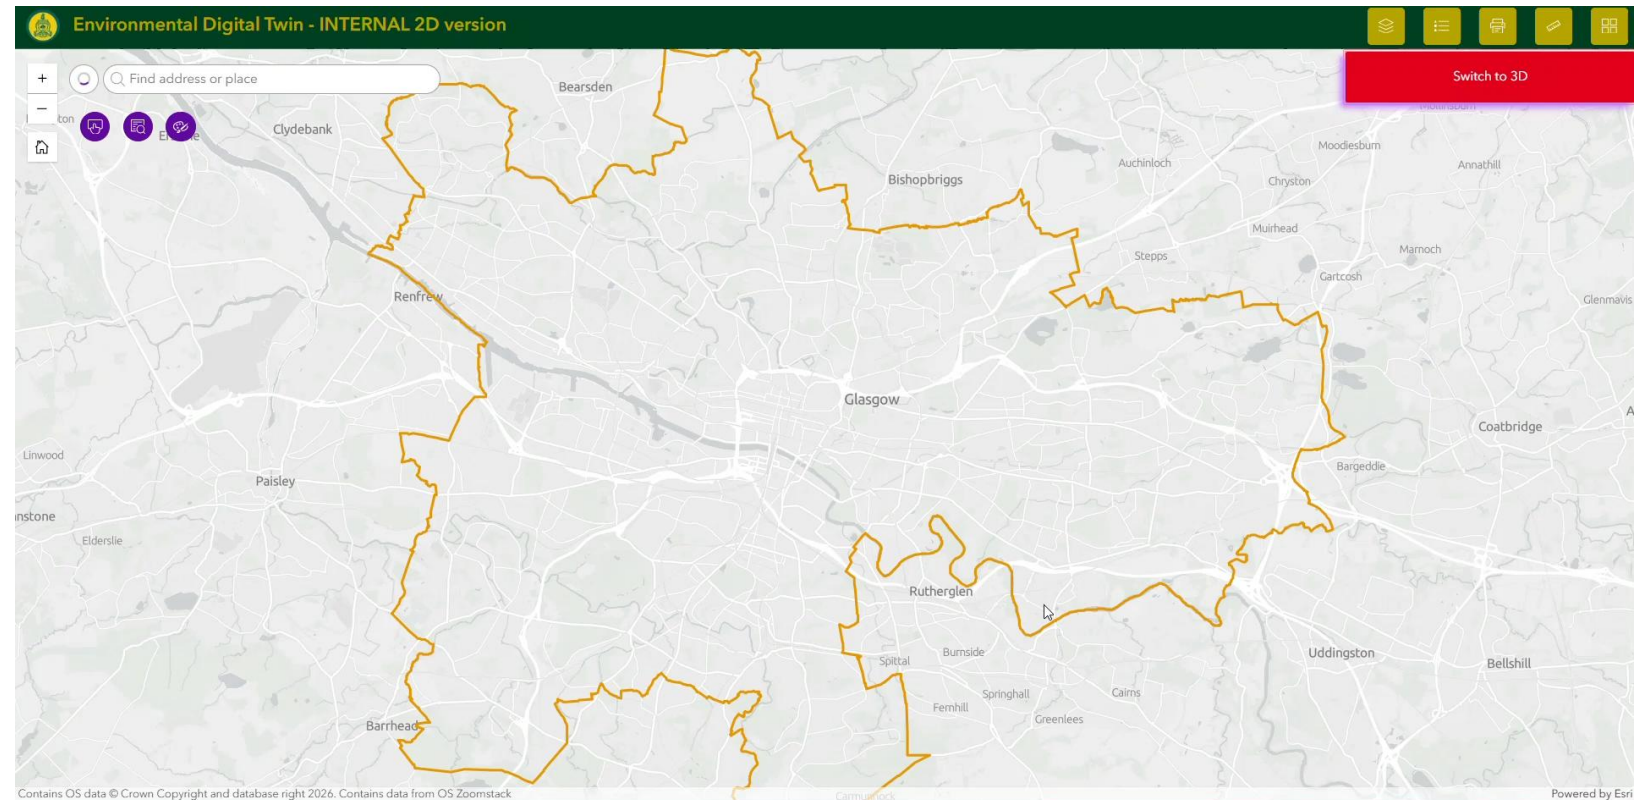 Environmental Digital Twin - INTERNAL 2D version
Switch to 3D
+
Find address or place
−
Bearsden
Clydebank
Moodiesburn
Auchinloch
Annathill
Bishopbriggs
Chryston
Muirhead
Marnoch
Stepps
Gartcosh
Renfrew
Glenmavis
Glasgow
Coatbridge
Linwood
Bargeddie
Paisley
nstone
Elderslie
Rutherglen
Burnside
Uddingston
Spittal
Bellshill
Springhall
Cairns
Fernhill
Greenlees
Barrhead
Contains OS data © Crown Copyright and database right 2026. Contains data from OS Zoomstack
Carmunnock
Powered by Esri